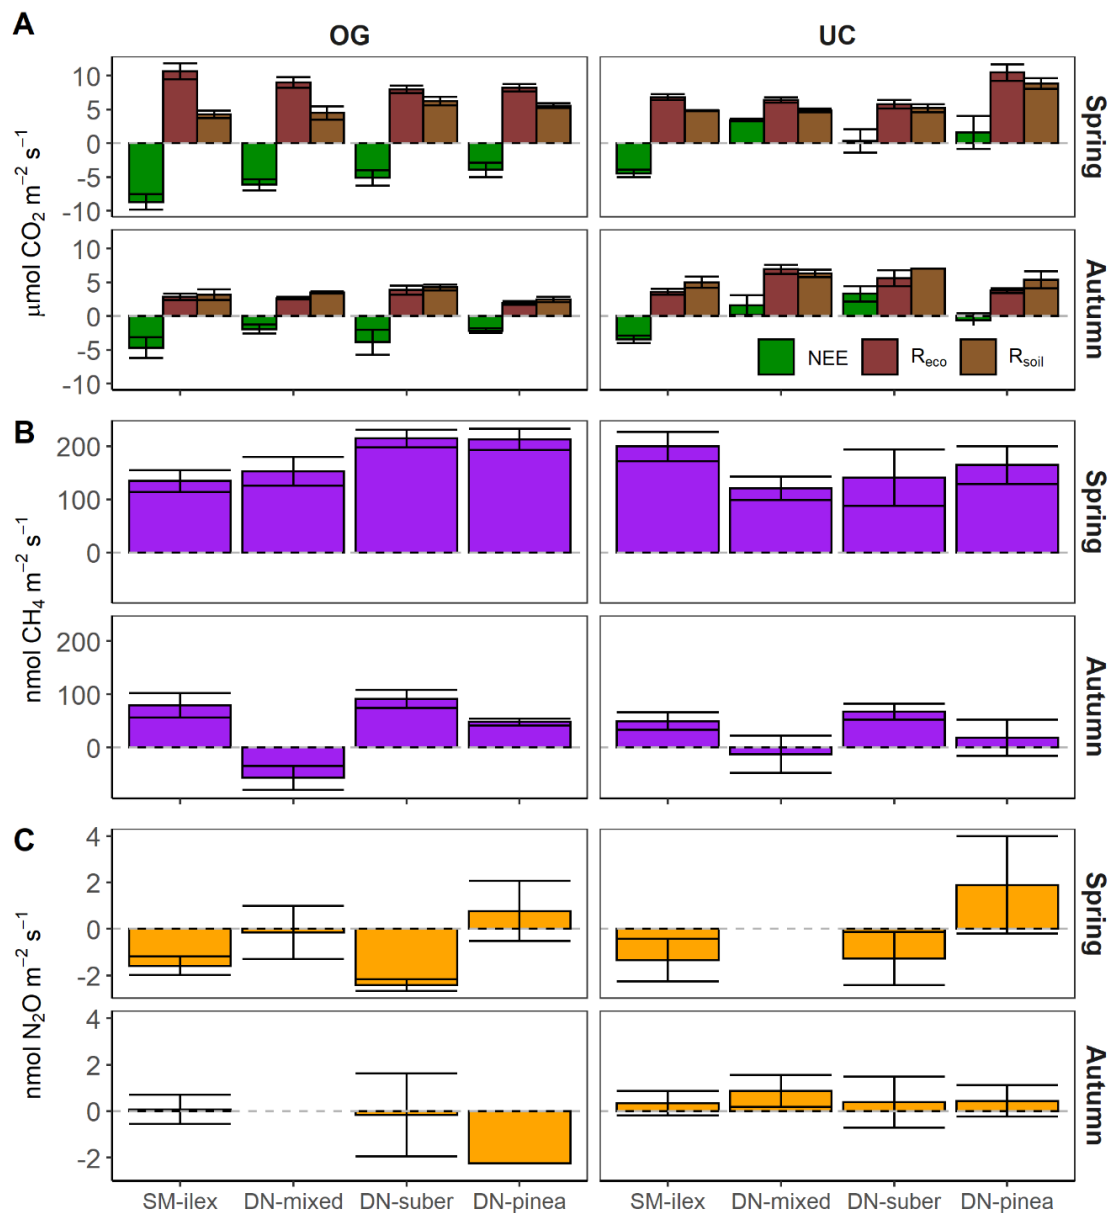 A
OG UC
μmol CO₂ m⁻² s⁻¹
10
5
0
-5
-10
Spring
10
5
0
-5
-10
Autumn
NEE R_eco R_soil
B
nmol CH₄ m⁻² s⁻¹
200
100
0
Spring
200
100
0
Autumn
C
nmol N₂O m⁻² s⁻¹
4
2
0
-2
Spring
4
2
0
-2
Autumn
SM-ilex DN-mixed DN-suber DN-pinea SM-ilex DN-mixed DN-suber DN-pinea